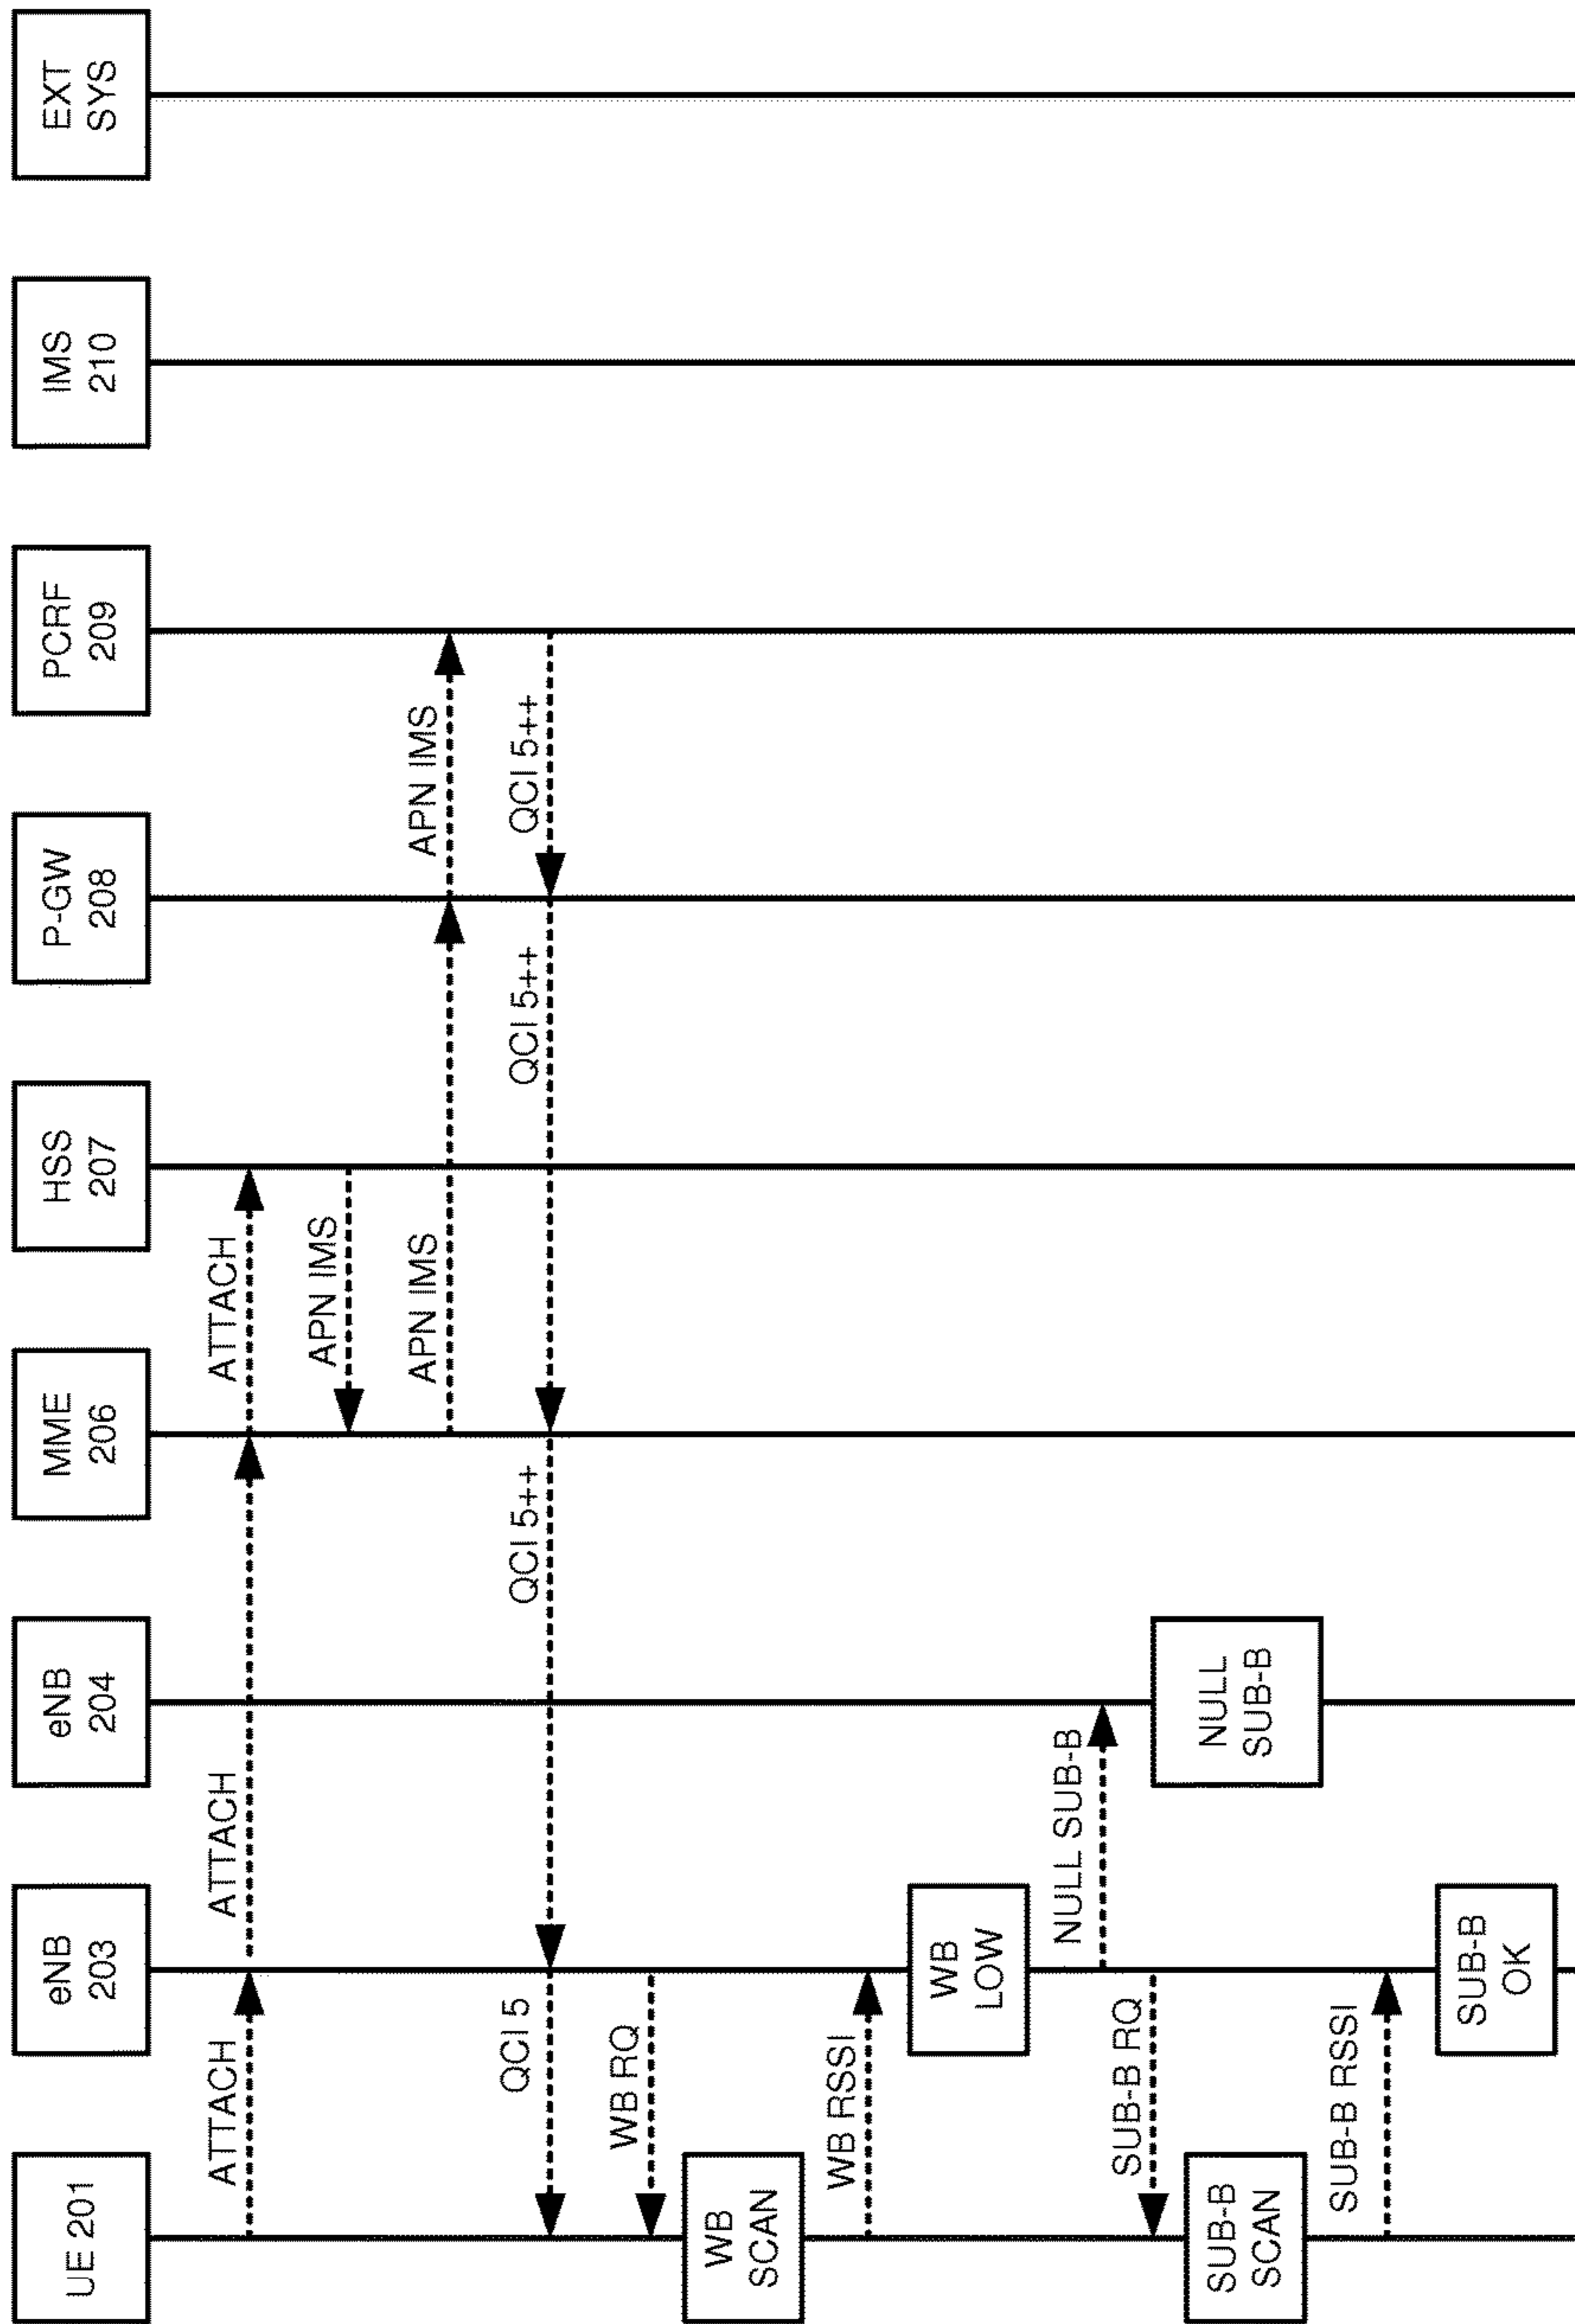 UE 201
eNB
203
eNB
204
MME
206
HSS
207
P-GW
208
PCRF
209
IMS
210
EXT
SYS
ATTACH
ATTACH
ATTACH
APN IMS
APN IMS
APN IMS
QCI 5
QCI 5++
QCI 5++
QCI 5++
WB RQ
WB
SCAN
WB RSSI
WB
LOW
NULL SUB-B
SUB-B RQ
NULL
SUB-B
SUB-B
SCAN
SUB-B RSSI
SUB-B
OK